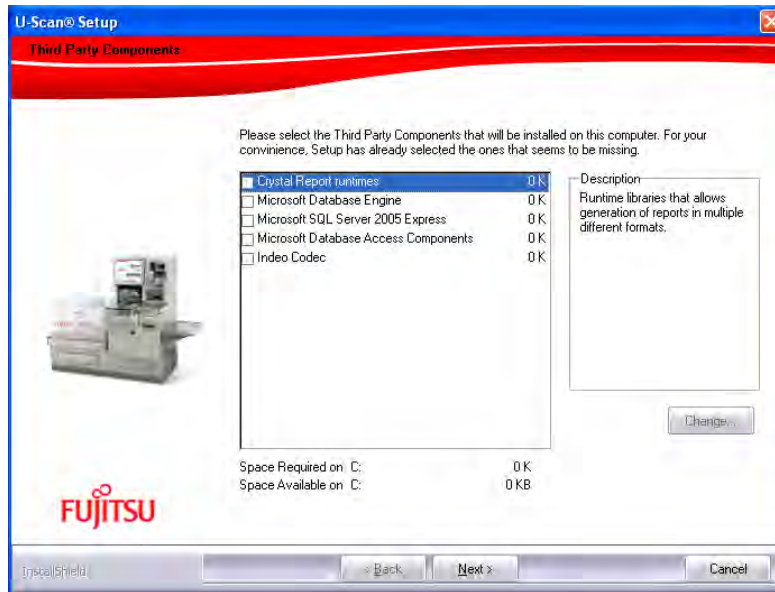 U-Scan® Setup
Third Party Components
Please select the Third Party Components that will be installed on this computer. For your
convinience, Setup has already selected the ones that seems to be missing.
Crystal Report runtimes 0 K
Microsoft Database Engine 0 K
Microsoft SQL Server 2005 Express 0 K
Microsoft Database Access Components 0 K
Indeo Codec 0 K
Description
Runtime libraries that allows
generation of reports in multiple
different formats.
Change...
Space Required on C: 0 K
Space Available on C: 0 KB
FUJITSU
InstallShield
< Back
Next >
Cancel